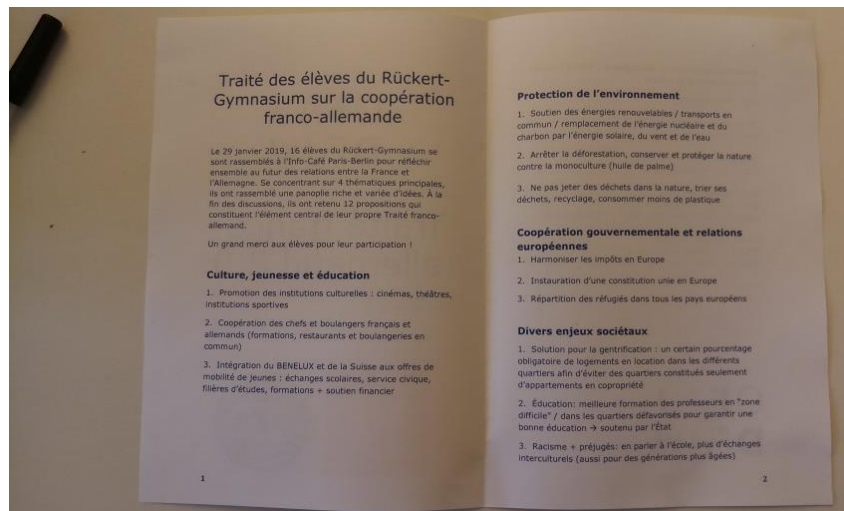 Traité des élèves du Rückert-
Gymnasium sur la coopération
franco-allemande
Le 29 janvier 2019, 16 élèves du Rückert-Gymnasium se
sont rassemblés à l'Info-Café Paris-Berlin pour réfléchir
ensemble au futur des relations entre la France et
l'Allemagne. Se concentrant sur 4 thématiques principales,
ils ont rassemblé une panoplie riche et variée d'idées. À la
fin des discussions, ils ont retenu 12 propositions qui
constituent l'élément central de leur propre Traité franco-
allemand.
Un grand merci aux élèves pour leur participation !
Culture, jeunesse et éducation
1. Promotion des institutions culturelles : cinémas, théâtres,
institutions sportives
2. Coopération des chefs et boulangers français et
allemands (formations, restaurants et boulangeries en
commun)
3. Intégration du BENELUX et de la Suisse aux offres de
mobilité de jeunes : échanges scolaires, service civique,
filières d'études, formations + soutien financier
1
Protection de l'environnement
1. Soutien des énergies renouvelables / transports en
commun / remplacement de l'énergie nucléaire et du
charbon par l'énergie solaire, du vent et de l'eau
2. Arrêter la déforestation, conserver et protéger la nature
contre la monoculture (huile de palme)
3. Ne pas jeter des déchets dans la nature, trier ses
déchets, recyclage, consommer moins de plastique
Coopération gouvernementale et relations
européennes
1. Harmoniser les impôts en Europe
2. Instauration d'une constitution unie en Europe
3. Répartition des réfugiés dans tous les pays européens
Divers enjeux sociétaux
1. Solution pour la gentrification : un certain pourcentage
obligatoire de logements en location dans les différents
quartiers afin d'éviter des quartiers constitués seulement
d'appartements en copropriété
2. Éducation: meilleure formation des professeurs en "zone
difficile" / dans les quartiers défavorisés pour garantir une
bonne éducation → soutenu par l'État
3. Racisme + préjugés: en parler à l'école, plus d'échanges
interculturels (aussi pour des générations plus âgées)
2